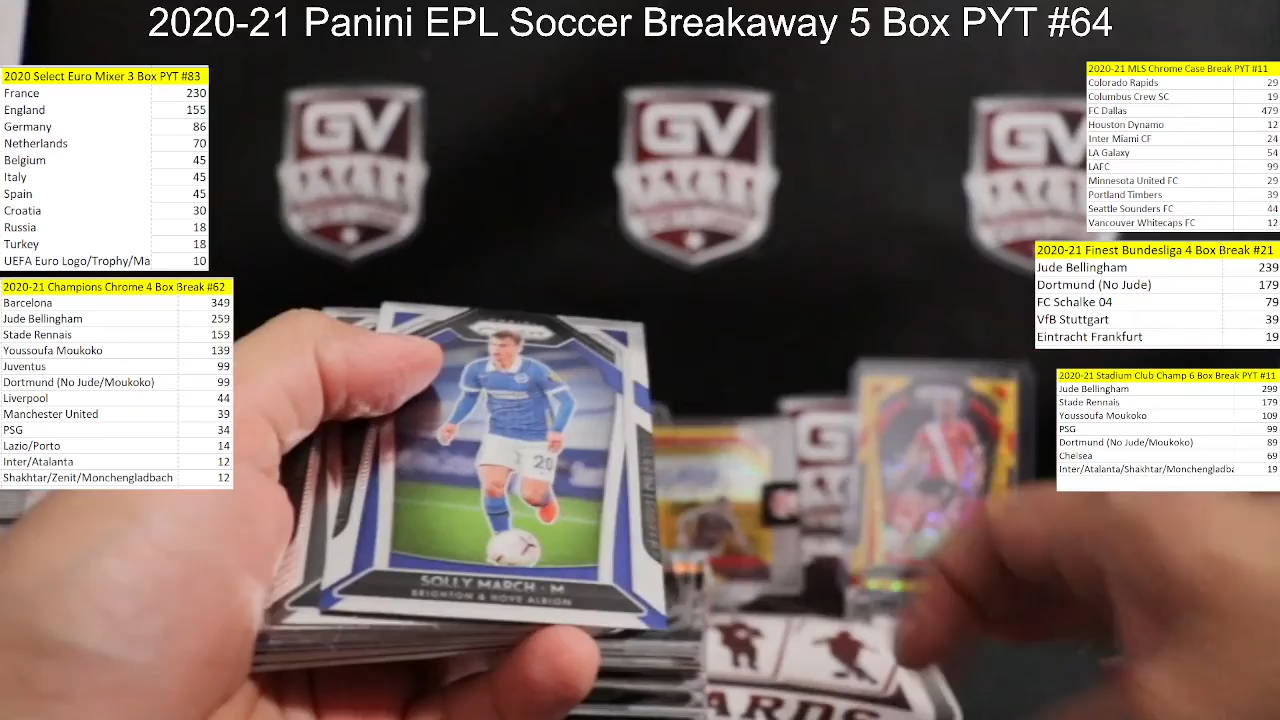 2020-21 Panini EPL Soccer Breakaway 5 Box PYT #64
2020 Select Euro Mixer 3 Box PYT #83
France 230
England 155
Germany 86
Netherlands 70
Belgium 45
Italy 45
Spain 45
Croatia 30
Russia 18
Turkey 18
UEFA Euro Logo/Trophy/Ma 10
2020-21 Champions Chrome 4 Box Break #62
Barcelona 349
Jude Bellingham 259
Stade Rennais 159
Youssoufa Moukoko 139
Juventus 99
Dortmund (No Jude/Moukoko) 99
Liverpool 44
Manchester United 39
PSG 34
Lazio/Porto 14
Inter/Atalanta 12
Shakhtar/Zenit/Monchengladbach 12
2020-21 MLS Chrome Case Break PYT #11
Colorado Rapids 29
Columbus Crew SC 19
FC Dallas 479
Houston Dynamo 12
Inter Miami CF 24
LA Galaxy 54
LAFC 99
Minnesota United FC 29
Portland Timbers 39
Seattle Sounders FC 44
Vancouver Whitecaps FC 12
2020-21 Finest Bundesliga 4 Box Break #21
Jude Bellingham 239
Dortmund (No Jude) 179
FC Schalke 04 79
VfB Stuttgart 39
Eintracht Frankfurt 19
2020-21 Stadium Club Champ 6 Box Break PYT #11
Jude Bellingham 299
Stade Rennais 179
Youssoufa Moukoko 109
PSG 99
Dortmund (No Jude/Moukoko) 89
Chelsea 69
Inter/Atalanta/Shakhtar/Monchengladba 19
GV
GV
GV
20
SOLLY MARCH · M
BRIGHTON & HOVE ALBION
ARDS